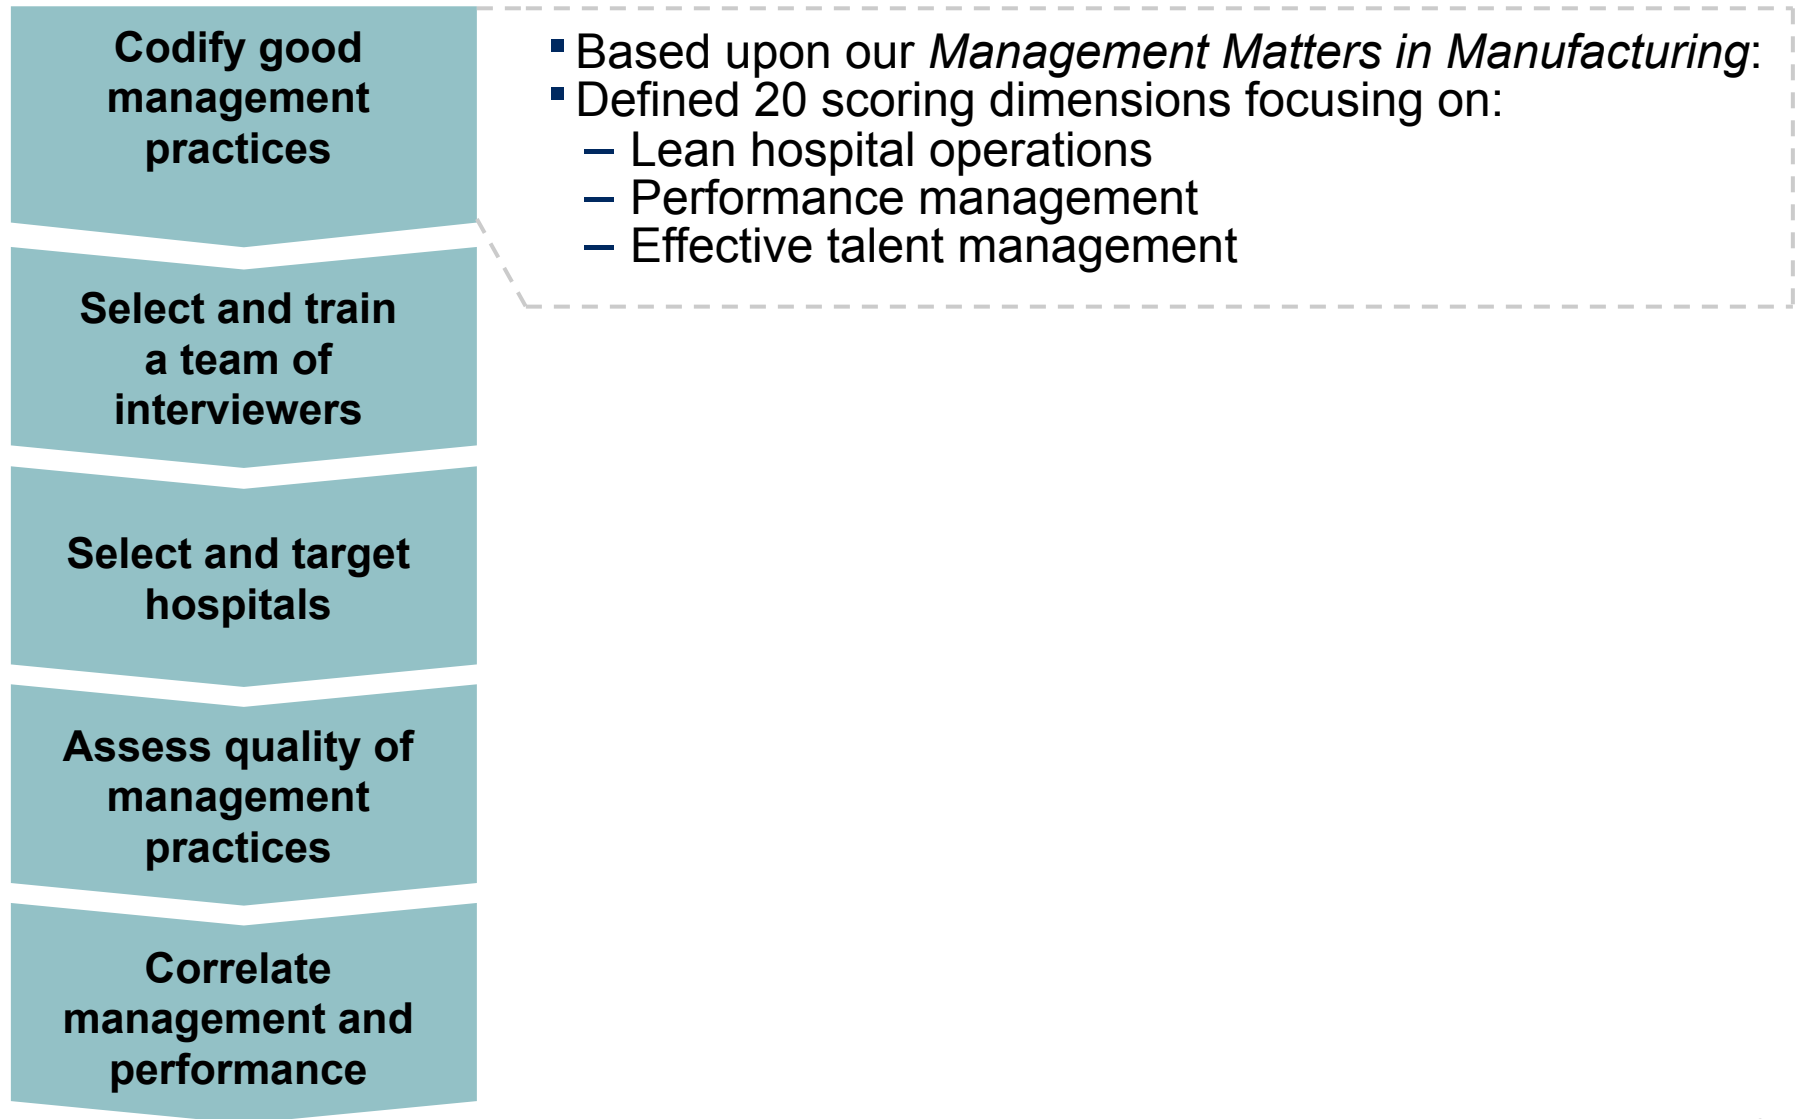 Codify good
management
practices
▪ Based upon our Management Matters in Manufacturing:
▪ Defined 20 scoring dimensions focusing on:
– Lean hospital operations
– Performance management
– Effective talent management
Select and train
a team of
interviewers
Select and target
hospitals
Assess quality of
management
practices
Correlate
management and
performance